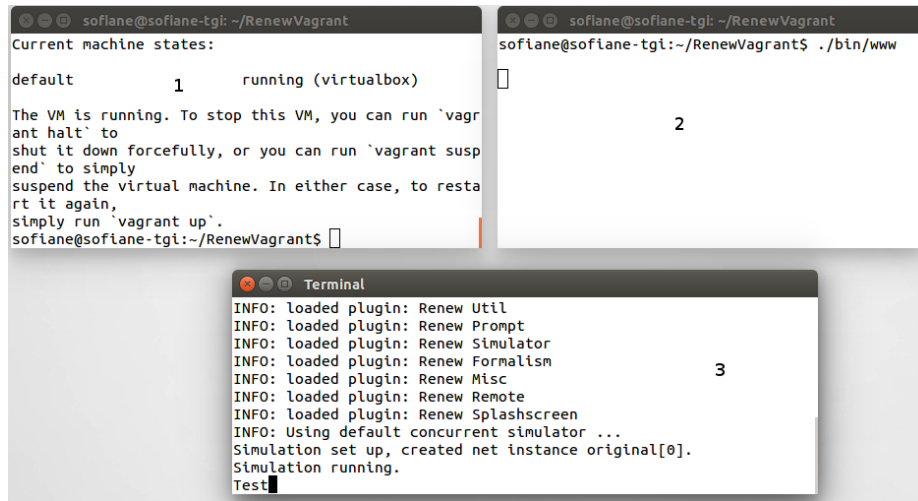 sofiane@sofiane-tgi: ~/RenewVagrant
Current machine states:
default running (virtualbox)
1
The VM is running. To stop this VM, you can run `vagr
ant halt` to
shut it down forcefully, or you can run `vagrant susp
end` to simply
suspend the virtual machine. In either case, to resta
rt it again,
simply run `vagrant up`.
sofiane@sofiane-tgi:~/RenewVagrant$
sofiane@sofiane-tgi: ~/RenewVagrant
sofiane@sofiane-tgi:~/RenewVagrant$ ./bin/www
2
Terminal
INFO: loaded plugin: Renew Util
INFO: loaded plugin: Renew Prompt
INFO: loaded plugin: Renew Simulator
INFO: loaded plugin: Renew Formalism
INFO: loaded plugin: Renew Misc
INFO: loaded plugin: Renew Remote
INFO: loaded plugin: Renew Splashscreen
INFO: Using default concurrent simulator ...
Simulation set up, created net instance original[0].
Simulation running.
Test
3